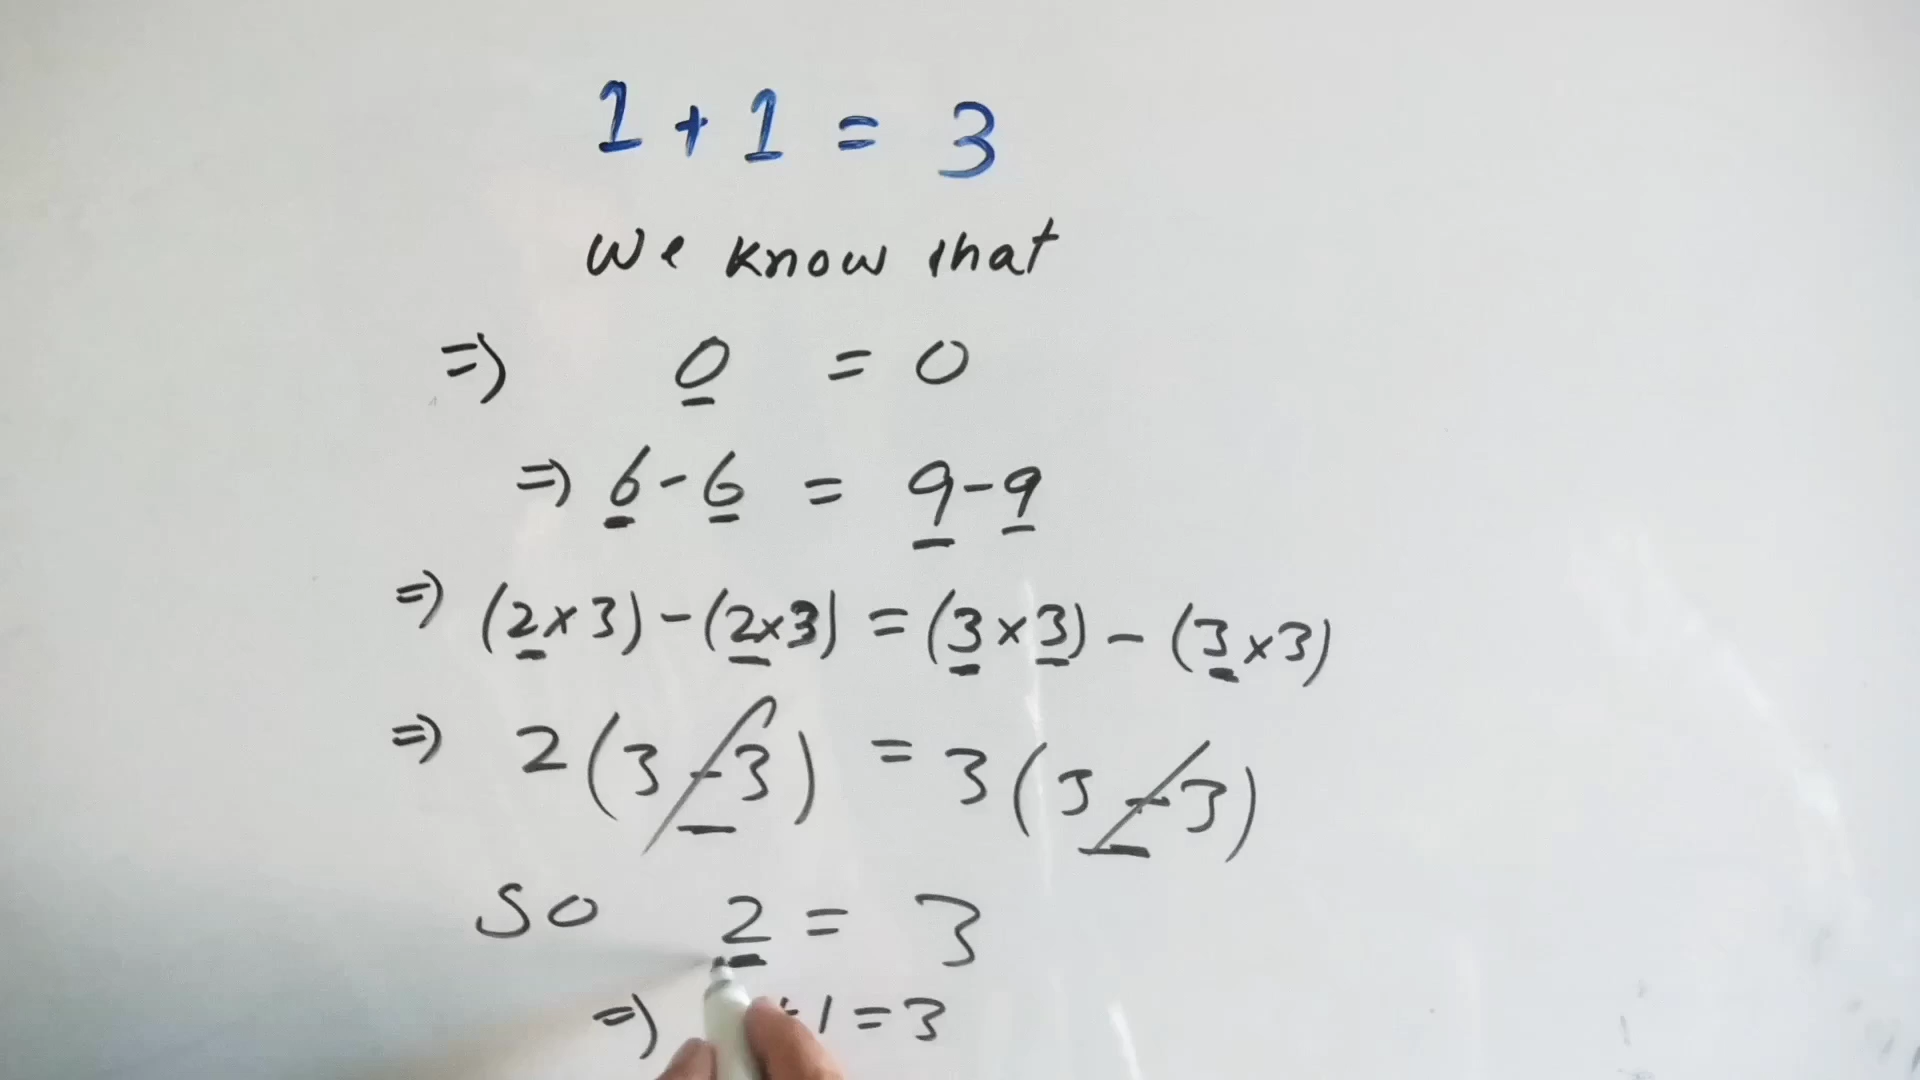 1 + 1 = 3
We know that
=> 0 = 0
=> 6 - 6 = 9 - 9
=> (2 x 3) - (2 x 3) = (3 x 3) - (3 x 3)
=> 2 (3 - 3) = 3 (3 - 3)
So 2 = 3
=> + 1 = 3